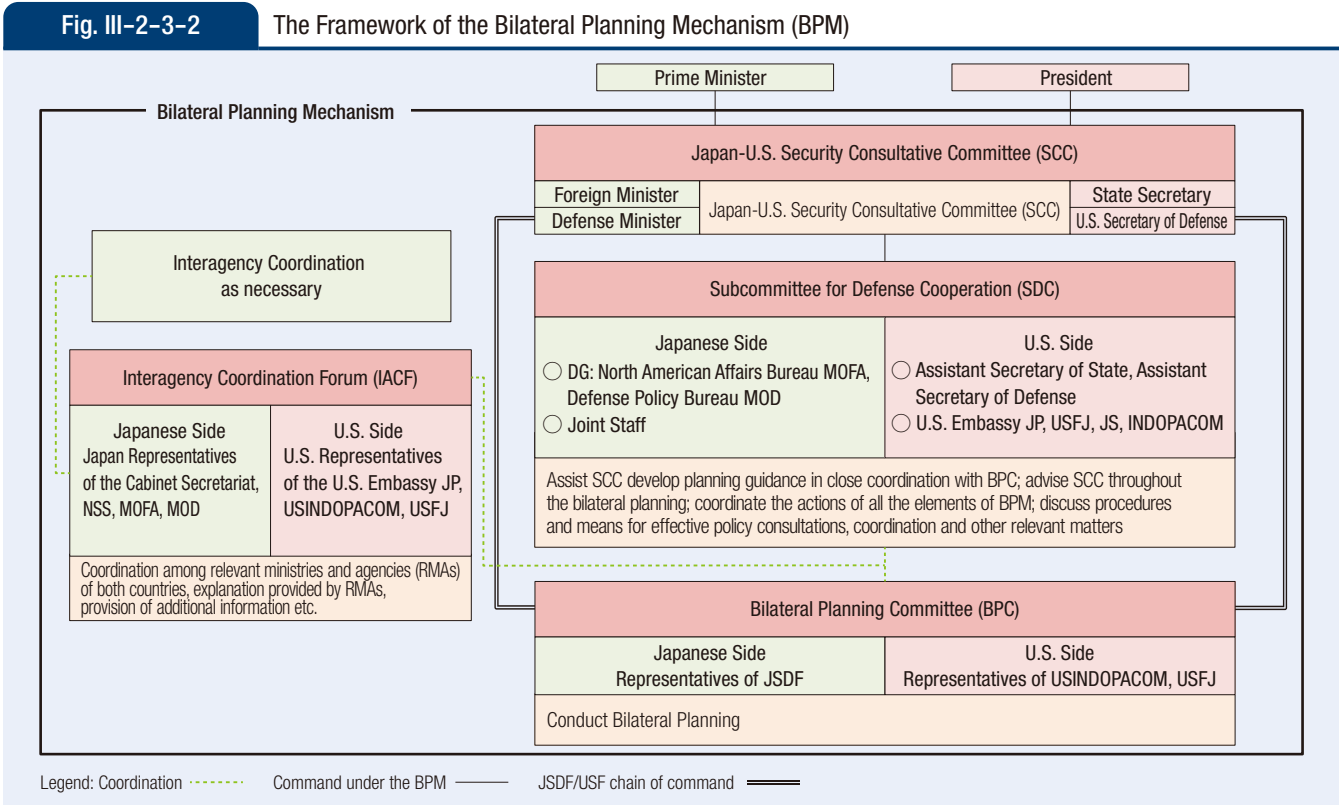 Fig. III-2-3-2
The Framework of the Bilateral Planning Mechanism (BPM)
Prime Minister
President
Bilateral Planning Mechanism
Japan-U.S. Security Consultative Committee (SCC)
Foreign Minister
Defense Minister
Japan-U.S. Security Consultative Committee (SCC)
State Secretary
U.S. Secretary of Defense
Interagency Coordination
as necessary
Subcommittee for Defense Cooperation (SDC)
Japanese Side
○ DG: North American Affairs Bureau MOFA,
Defense Policy Bureau MOD
○ Joint Staff
U.S. Side
○ Assistant Secretary of State, Assistant
Secretary of Defense
○ U.S. Embassy JP, USFJ, JS, INDOPACOM
Assist SCC develop planning guidance in close coordination with BPC; advise SCC throughout
the bilateral planning; coordinate the actions of all the elements of BPM; discuss procedures
and means for effective policy consultations, coordination and other relevant matters
Interagency Coordination Forum (IACF)
Japanese Side
Japan Representatives
of the Cabinet Secretariat,
NSS, MOFA, MOD
U.S. Side
U.S. Representatives
of the U.S. Embassy JP,
USINDOPACOM, USFJ
Coordination among relevant ministries and agencies (RMAs)
of both countries, explanation provided by RMAs,
provision of additional information etc.
Bilateral Planning Committee (BPC)
Japanese Side
Representatives of JSDF
U.S. Side
Representatives of USINDOPACOM, USFJ
Conduct Bilateral Planning
Legend: Coordination
Command under the BPM
JSDF/USF chain of command